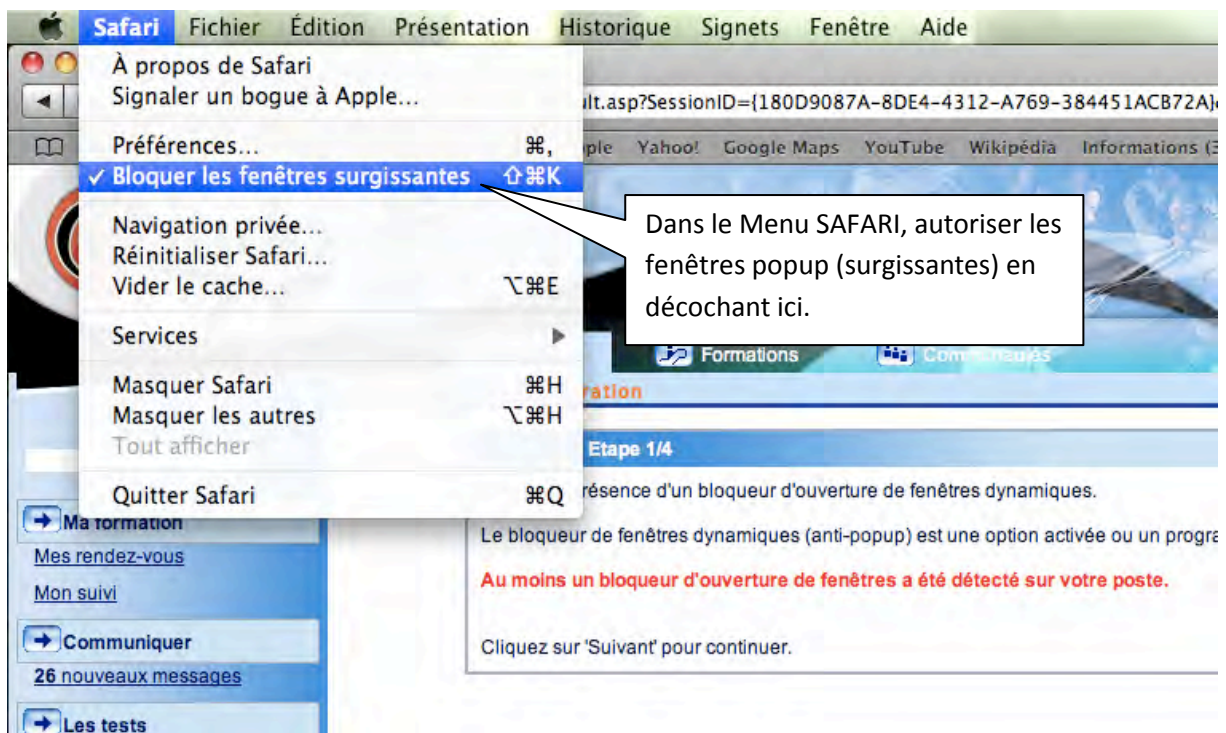 Safari Fichier Édition Présentation Historique Signets Fenêtre Aide
À propos de Safari
Signaler un bogue à Apple...
ult.asp?SessionID={180D9087A-8DE4-4312-A769-384451ACB72A}
Préférences... ⌘,
ple Yahoo! Google Maps YouTube Wikipédia Informations (3
✓ Bloquer les fenêtres surgissantes ⇧⌘K
Navigation privée...
Réinitialiser Safari...
Vider le cache... ⌥⌘E
Services ▶
Masquer Safari ⌘H
Masquer les autres ⌥⌘H
Tout afficher
Quitter Safari ⌘Q
Dans le Menu SAFARI, autoriser les
fenêtres popup (surgissantes) en
décochant ici.
Formations
ration
Etape 1/4
résence d'un bloqueur d'ouverture de fenêtres dynamiques.
Le bloqueur de fenêtres dynamiques (anti-popup) est une option activée ou un progra
Au moins un bloqueur d'ouverture de fenêtres a été détecté sur votre poste.
Cliquez sur 'Suivant' pour continuer.
Ma formation
Mes rendez-vous
Mon suivi
Communiquer
26 nouveaux messages
Les tests